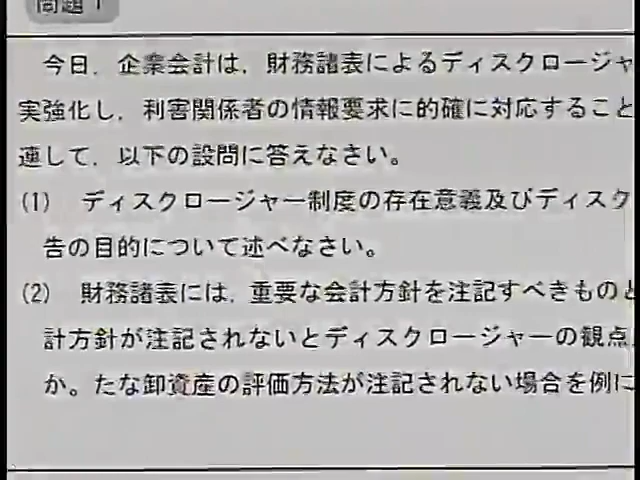 問題1
今日，企業会計は，財務諸表によるディスクロージャ
実強化し，利害関係者の情報要求に的確に対応すること
連して，以下の設問に答えなさい。
(1) ディスクロージャー制度の存在意義及びディスク
告の目的について述べなさい。
(2) 財務諸表には，重要な会計方針を注記すべきものと
計方針が注記されないとディスクロージャーの観点
か。たな卸資産の評価方法が注記されない場合を例に